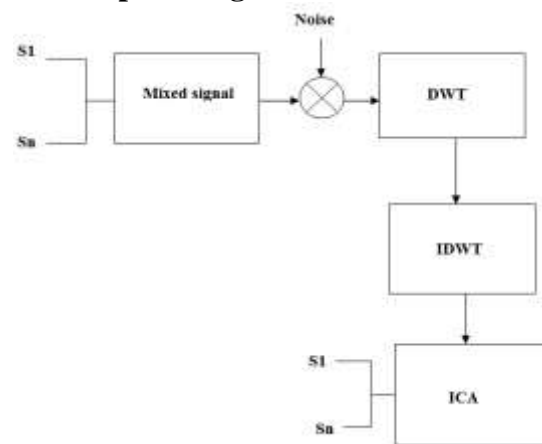 Noise
S1
Mixed signal
DWT
Sn
IDWT
S1
ICA
Sn